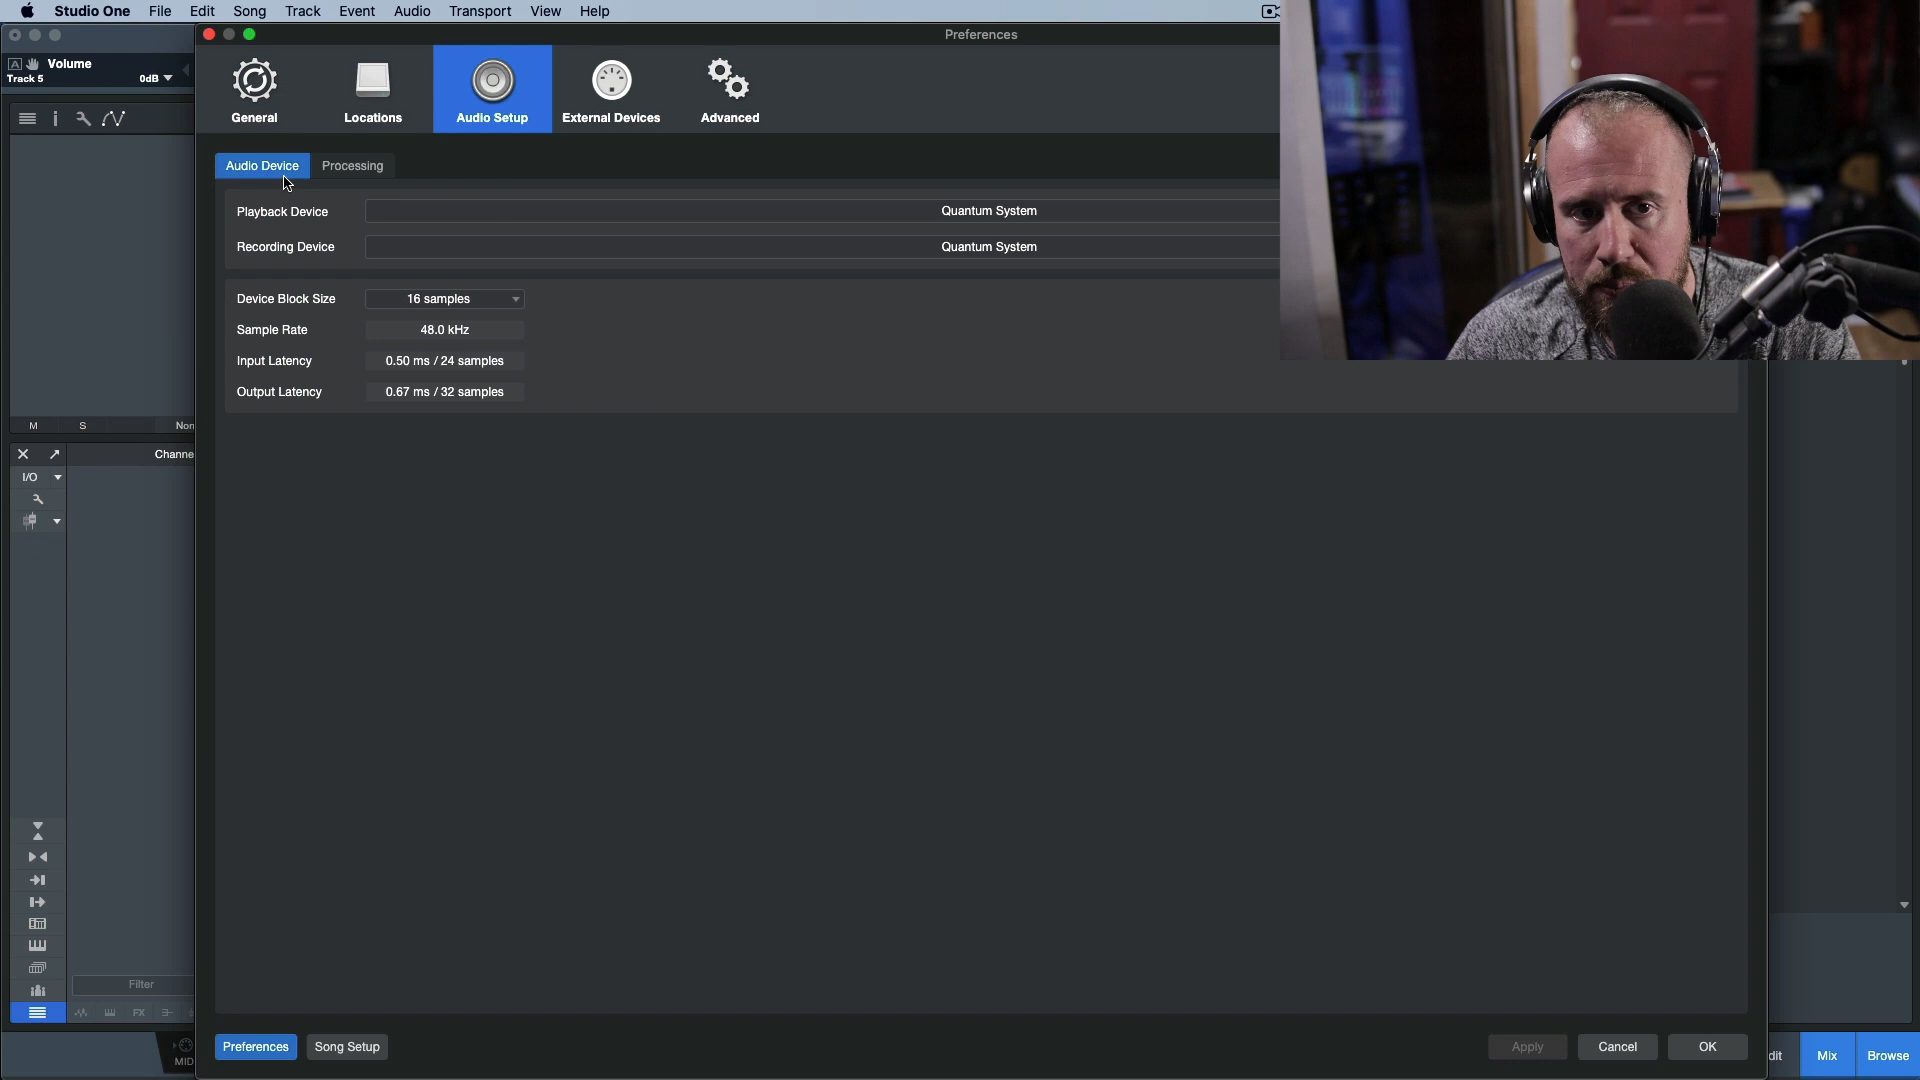 Studio One File Edit Song Track Event Audio Transport View Help
Preferences
A Volume
Track 5 0dB
General Locations Audio Setup External Devices Advanced
Audio Device Processing
Playback Device Quantum System
Recording Device Quantum System
Device Block Size 16 samples
Sample Rate 48.0 kHz
Input Latency 0.50 ms / 24 samples
Output Latency 0.67 ms / 32 samples
M S Non
Channe
I/O
Filter
FX
Preferences Song Setup Apply Cancel OK
MID dit Mix Browse